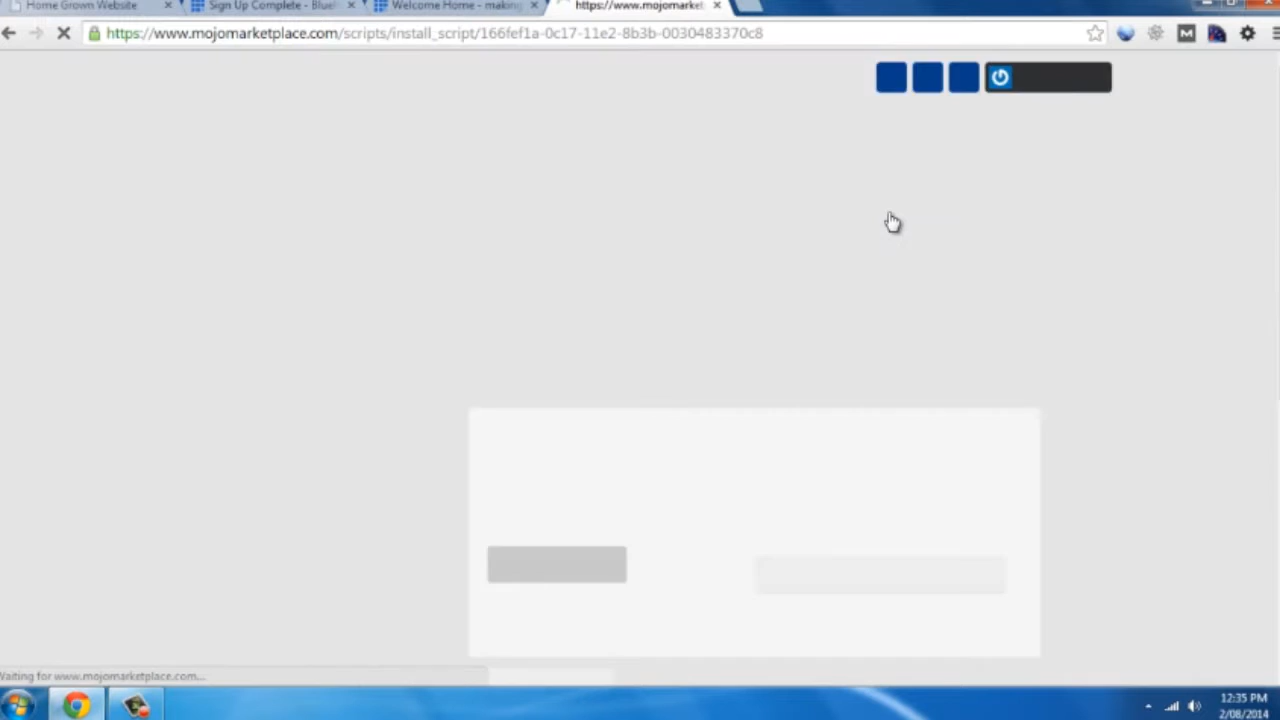 Home Grown Website
Sign Up Complete - Bluel
Welcome Home - making
https://www.mojomarket
https://www.mojomarketplace.com/scripts/install_script/166fef1a-0c17-11e2-8b3b-0030483370c8
Waiting for www.mojomarketplace.com...
12:35 PM
2/08/2014